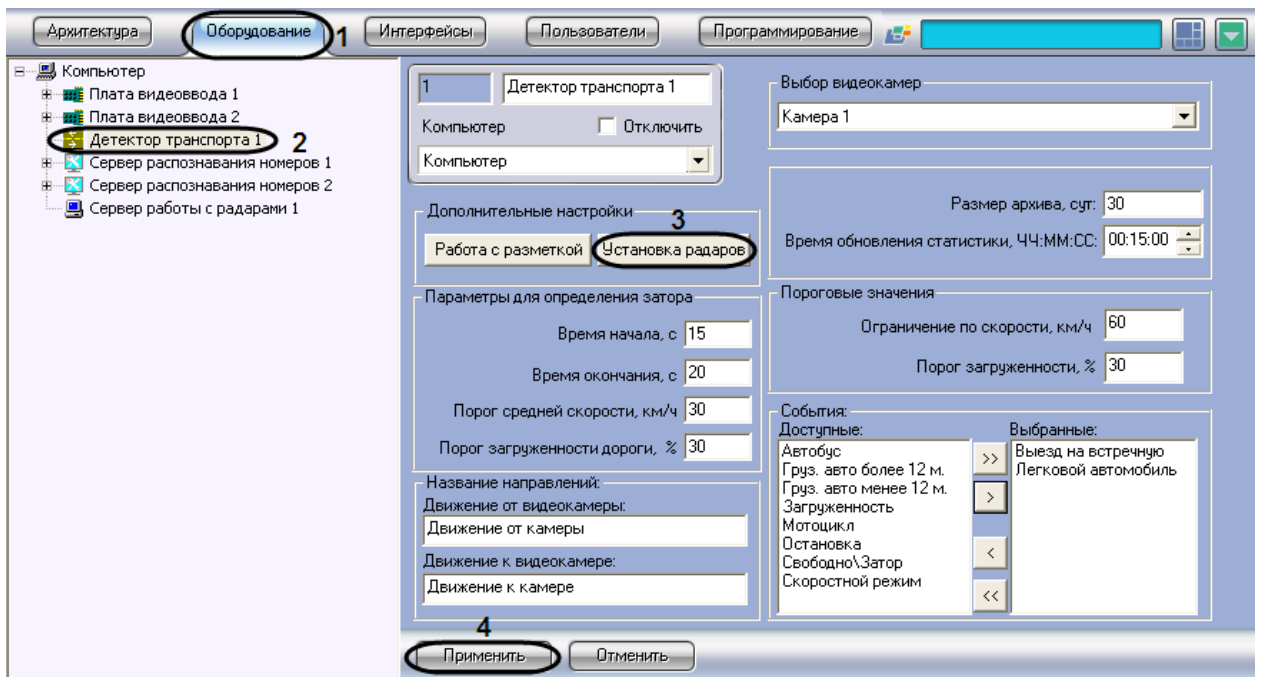 Архитектура Оборудование 1 Интерфейсы Пользователи Программирование
Компьютер
Плата видеоввода 1
Плата видеоввода 2
Детектор транспорта 1 2
Сервер распознавания номеров 1
Сервер распознавания номеров 2
Сервер работы с радарами 1
1 Детектор транспорта 1
Компьютер Отключить
Компьютер
Дополнительные настройки 3
Работа с разметкой Установка радаров
Параметры для определения затора
Время начала, с 15
Время окончания, с 20
Порог средней скорости, км/ч 30
Порог загруженности дороги, % 30
Название направлений:
Движение от видеокамеры:
Движение от камеры
Движение к видеокамере:
Движение к камере
Выбор видеокамер
Камера 1
Размер архива, сут: 30
Время обновления статистики, ЧЧ:ММ:СС: 00:15:00
Пороговые значения
Ограничение по скорости, км/ч 60
Порог загруженности, % 30
События:
Доступные: Выбранные:
Автобус >> Выезд на встречную
Груз. авто более 12 м. Легковой автомобиль
Груз. авто менее 12 м. >
Загруженность
Мотоцикл
Остановка <
Свободно\Затор
Скоростной режим <<
4
Применить Отменить